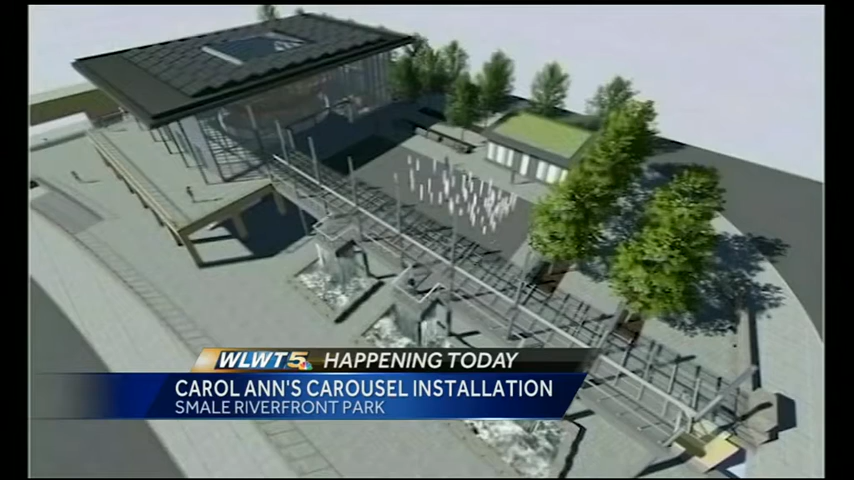 WLWT5 HAPPENING TODAY
CAROL ANN'S CAROUSEL INSTALLATION
SMALE RIVERFRONT PARK